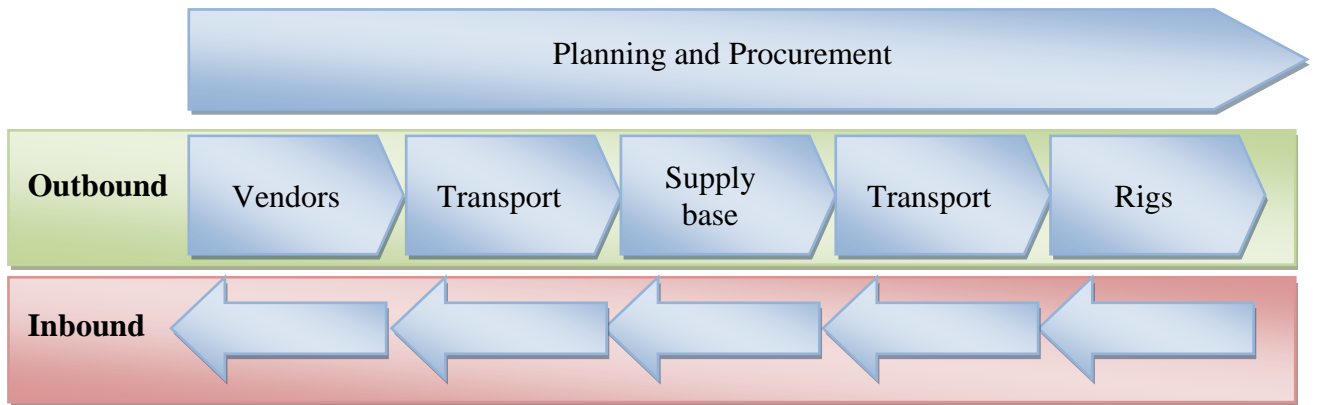 Planning and Procurement
Outbound
Vendors
Transport
Supply
base
Transport
Rigs
Inbound